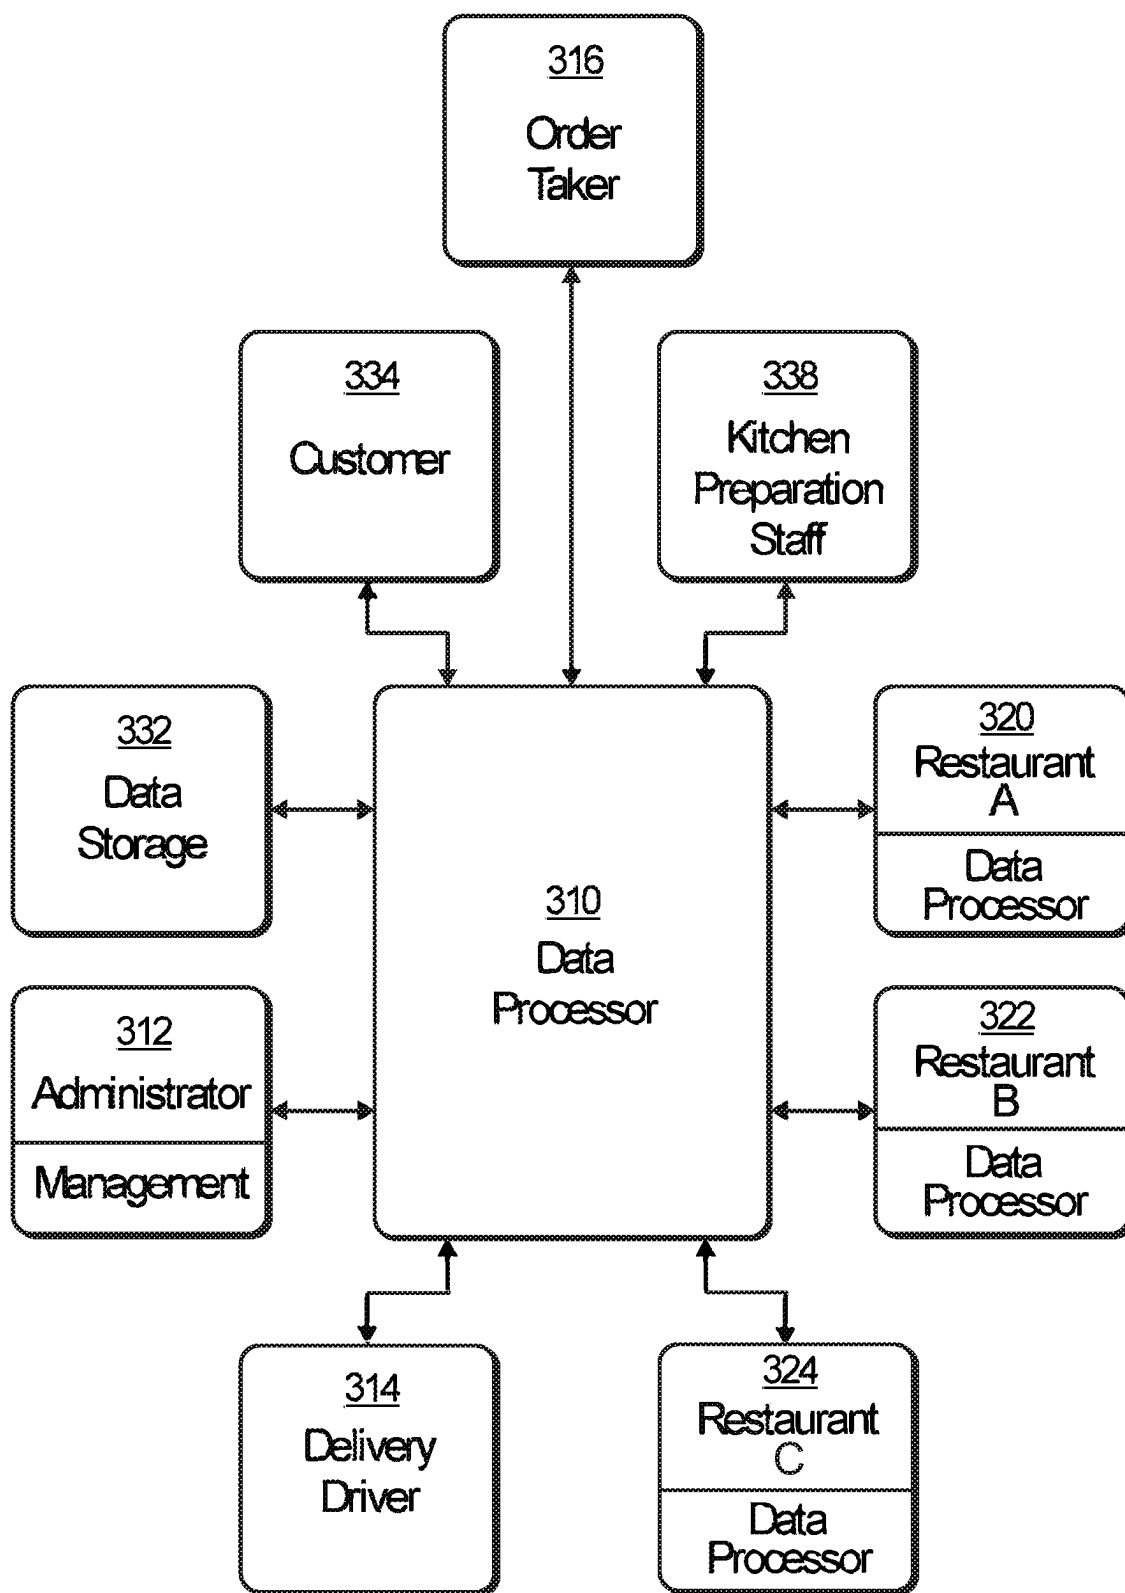 316
Order
Taker
334
Customer
338
Kitchen
Preparation
Staff
332
Data
Storage
310
Data
Processor
320
Restaurant
A
Data
Processor
312
Administrator
Management
322
Restaurant
B
Data
Processor
314
Delivery
Driver
324
Restaurant
C
Data
Processor